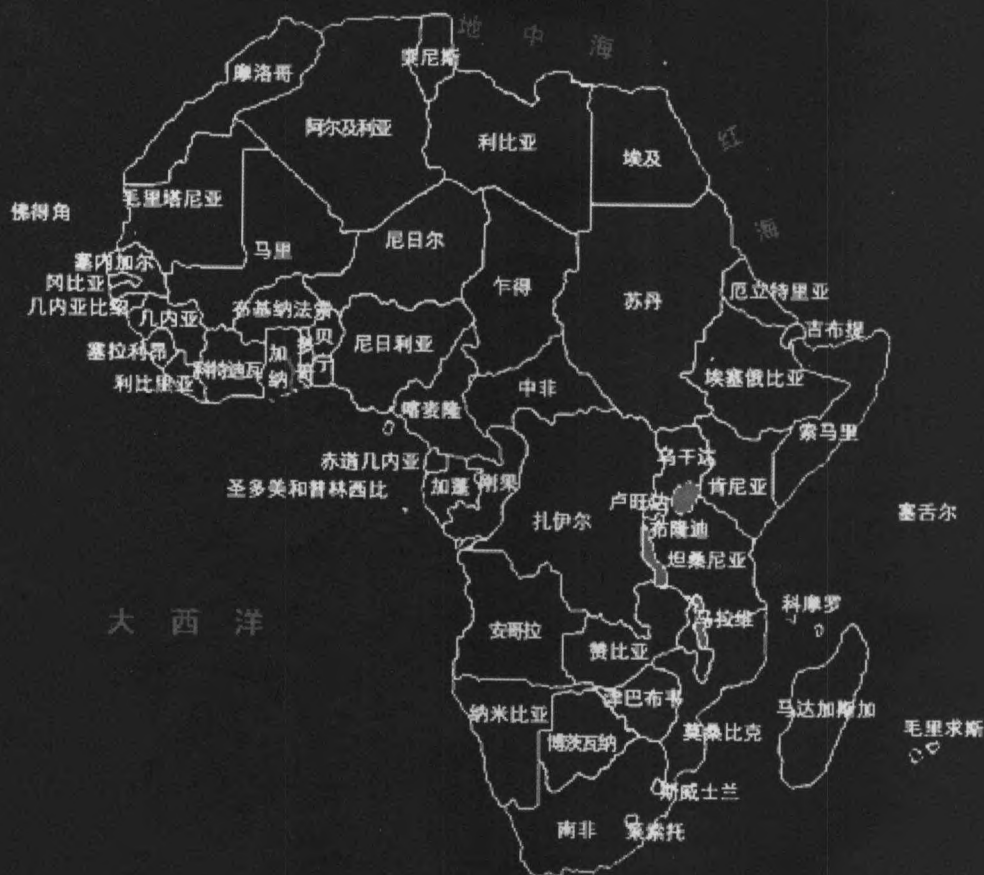 地 中 海
突尼斯
摩洛哥
阿尔及利亚
利比亚
埃及
红
海
毛里塔尼亚
佛得角
马里
尼日尔
乍得
苏丹
塞内加尔
冈比亚
厄立特里亚
几内亚比绍
几内亚
布基纳法索
吉布提
塞拉利昂
科特迪瓦
加纳
多哥
贝宁
尼日利亚
利比里亚
中非
埃塞俄比亚
喀麦隆
索马里
赤道几内亚
乌干达
圣多美和普林西比
加蓬
刚果
肯尼亚
卢旺达
扎伊尔
塞舌尔
布隆迪
坦桑尼亚
大 西 洋
科摩罗
安哥拉
马拉维
赞比亚
津巴布韦
马达加斯加
纳米比亚
博茨瓦纳
莫桑比克
毛里求斯
斯威士兰
南非
莱索托